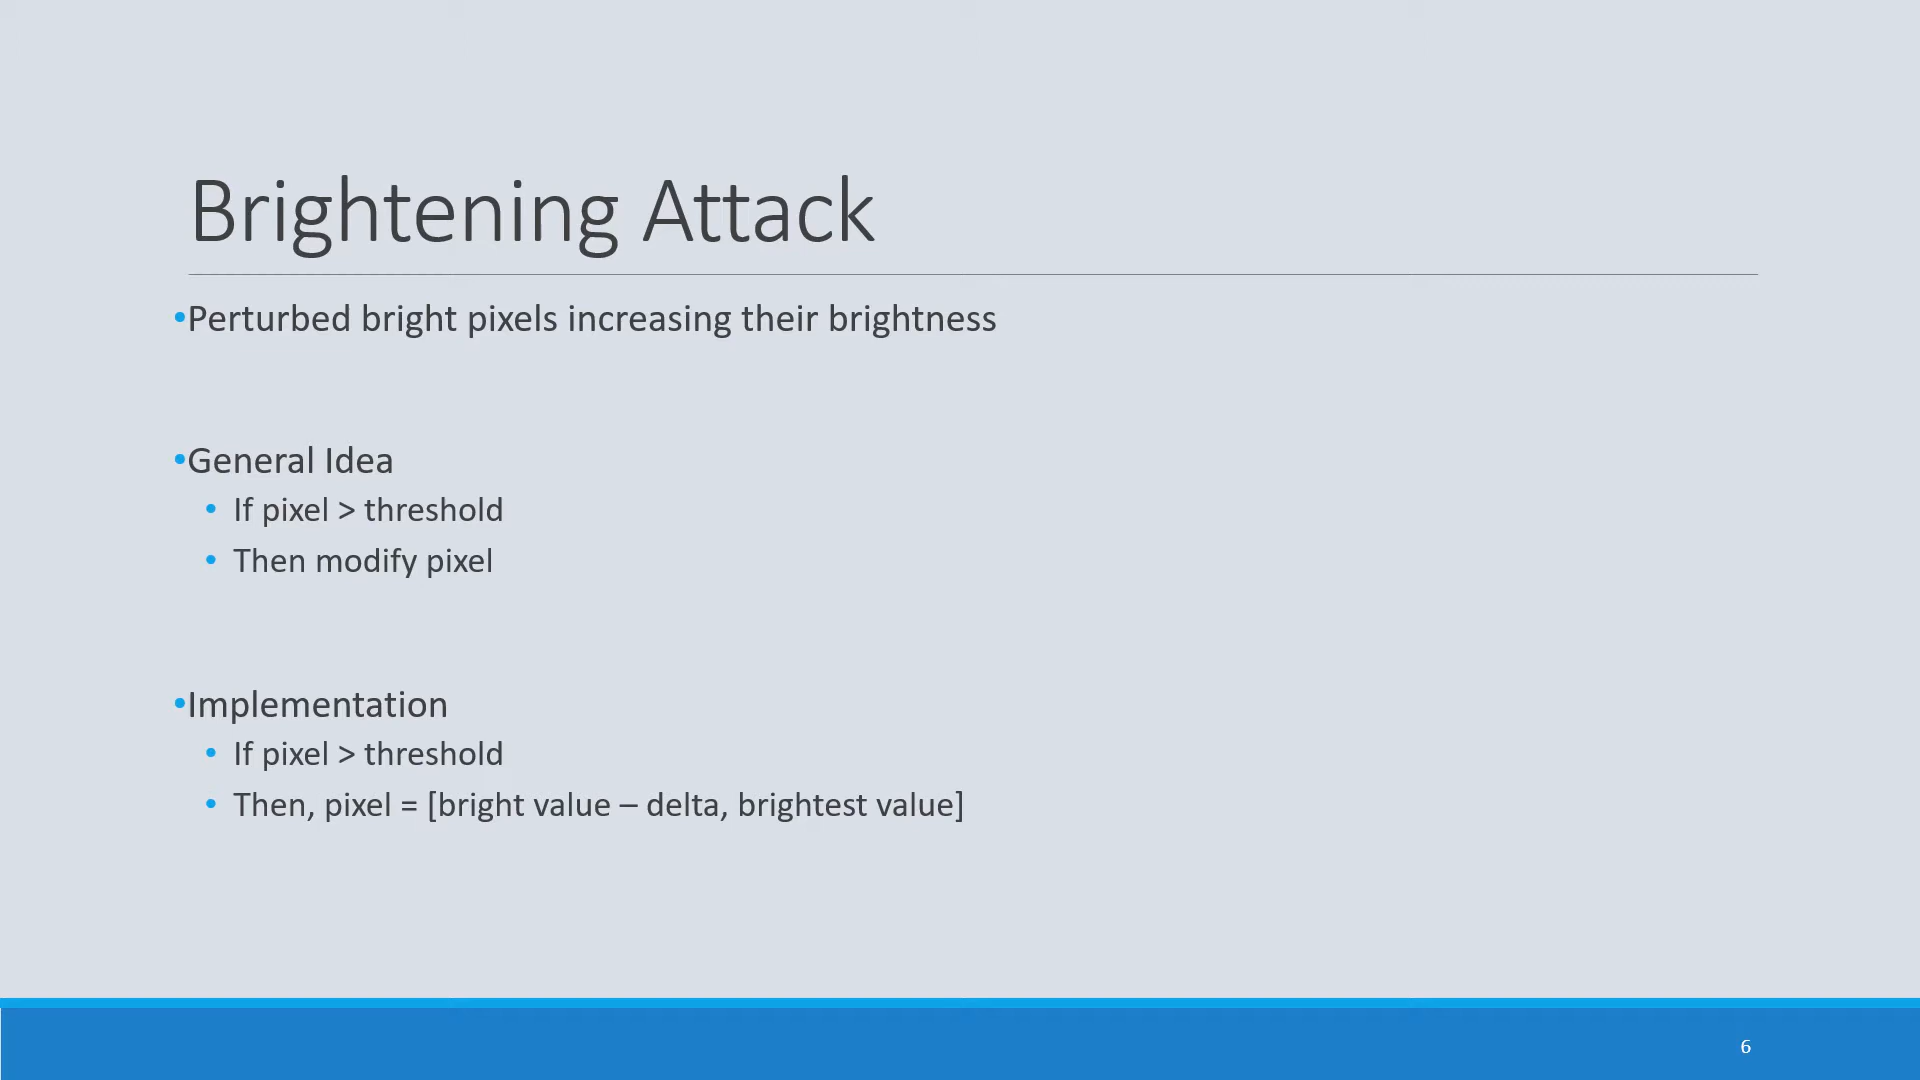 Brightening Attack
•Perturbed bright pixels increasing their brightness
•General Idea
• If pixel > threshold
• Then modify pixel
•Implementation
• If pixel > threshold
• Then, pixel = [bright value – delta, brightest value]
6